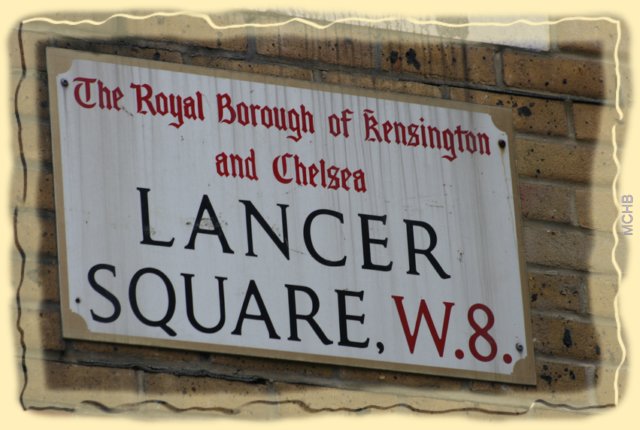 The Royal Borough of Kensington
and Chelsea
LANCER
SQUARE, W.8.
MCHB